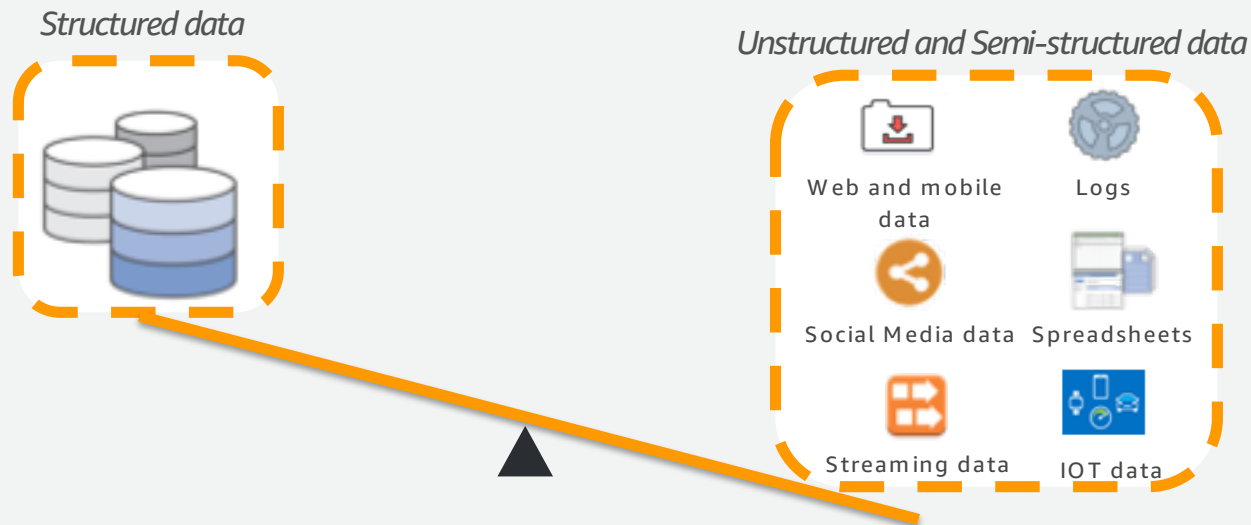 Structured data
Unstructured and Semi-structured data
Web and mobile
data
Logs
Social Media data
Spreadsheets
Streaming data
IOT data